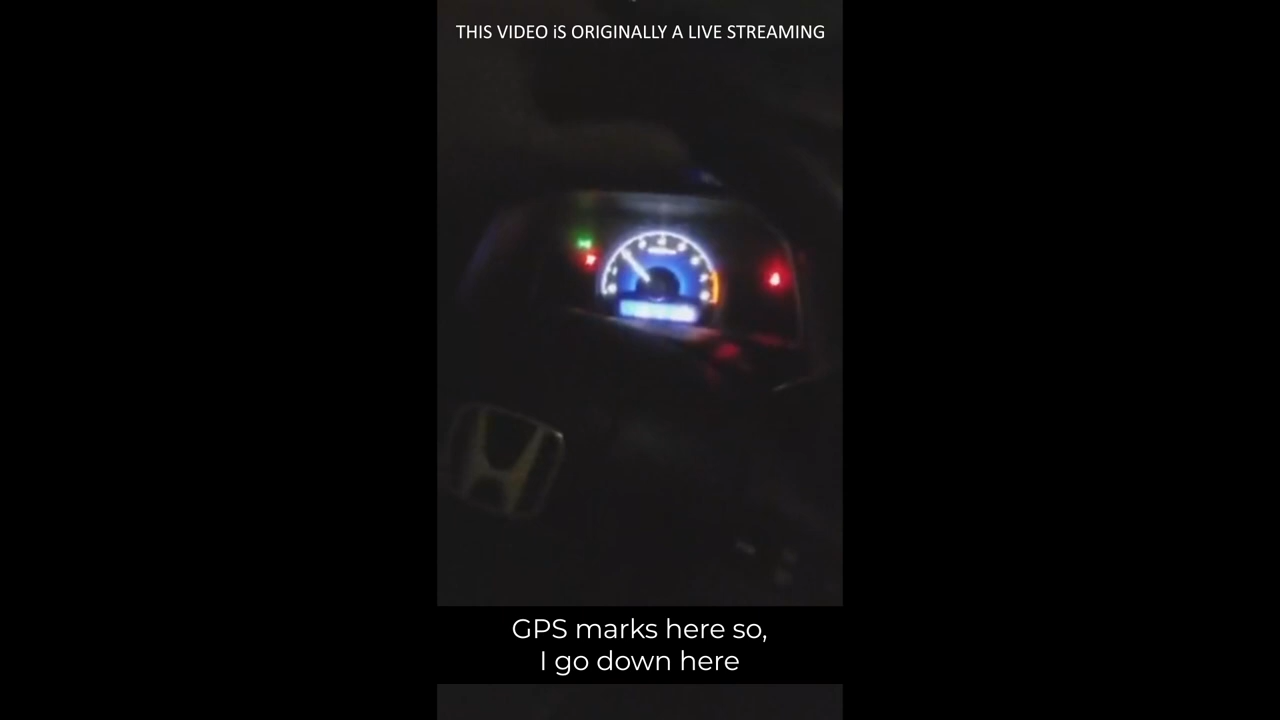 THIS VIDEO iS ORIGINALLY A LIVE STREAMING
GPS marks here so,
I go down here